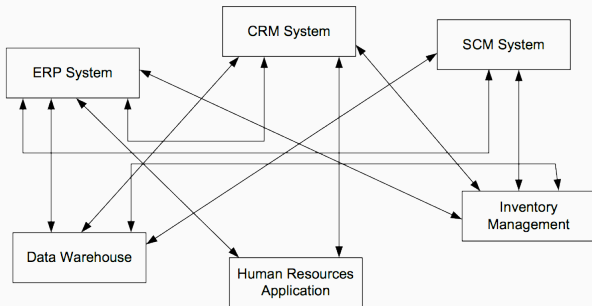 CRM System
SCM System
ERP System
Inventory
Management
Data Warehouse
Human Resources
Application